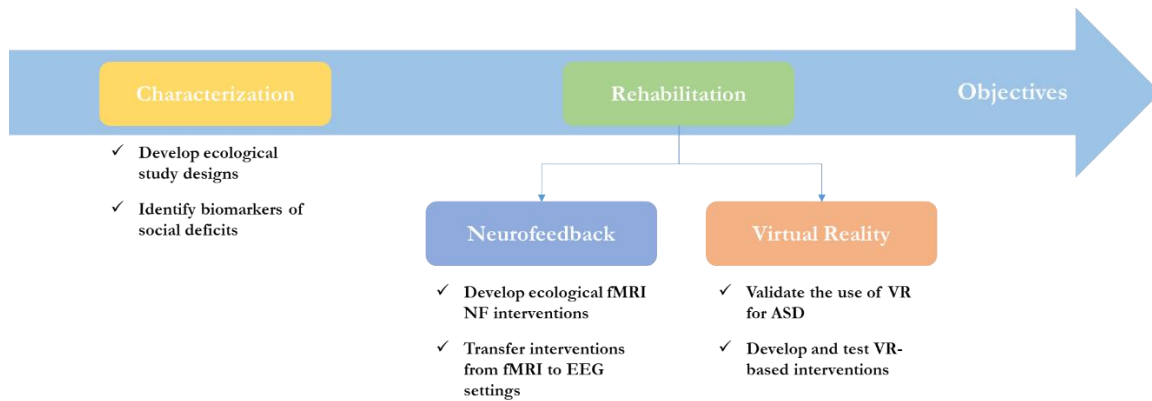 Characterization
Rehabilitation
Objectives
✓ Develop ecological
study designs
✓ Identify biomarkers of
social deficits
Neurofeedback
Virtual Reality
✓ Develop ecological fMRI
NF interventions
✓ Transfer interventions
from fMRI to EEG
settings
✓ Validate the use of VR
for ASD
✓ Develop and test VR-
based interventions